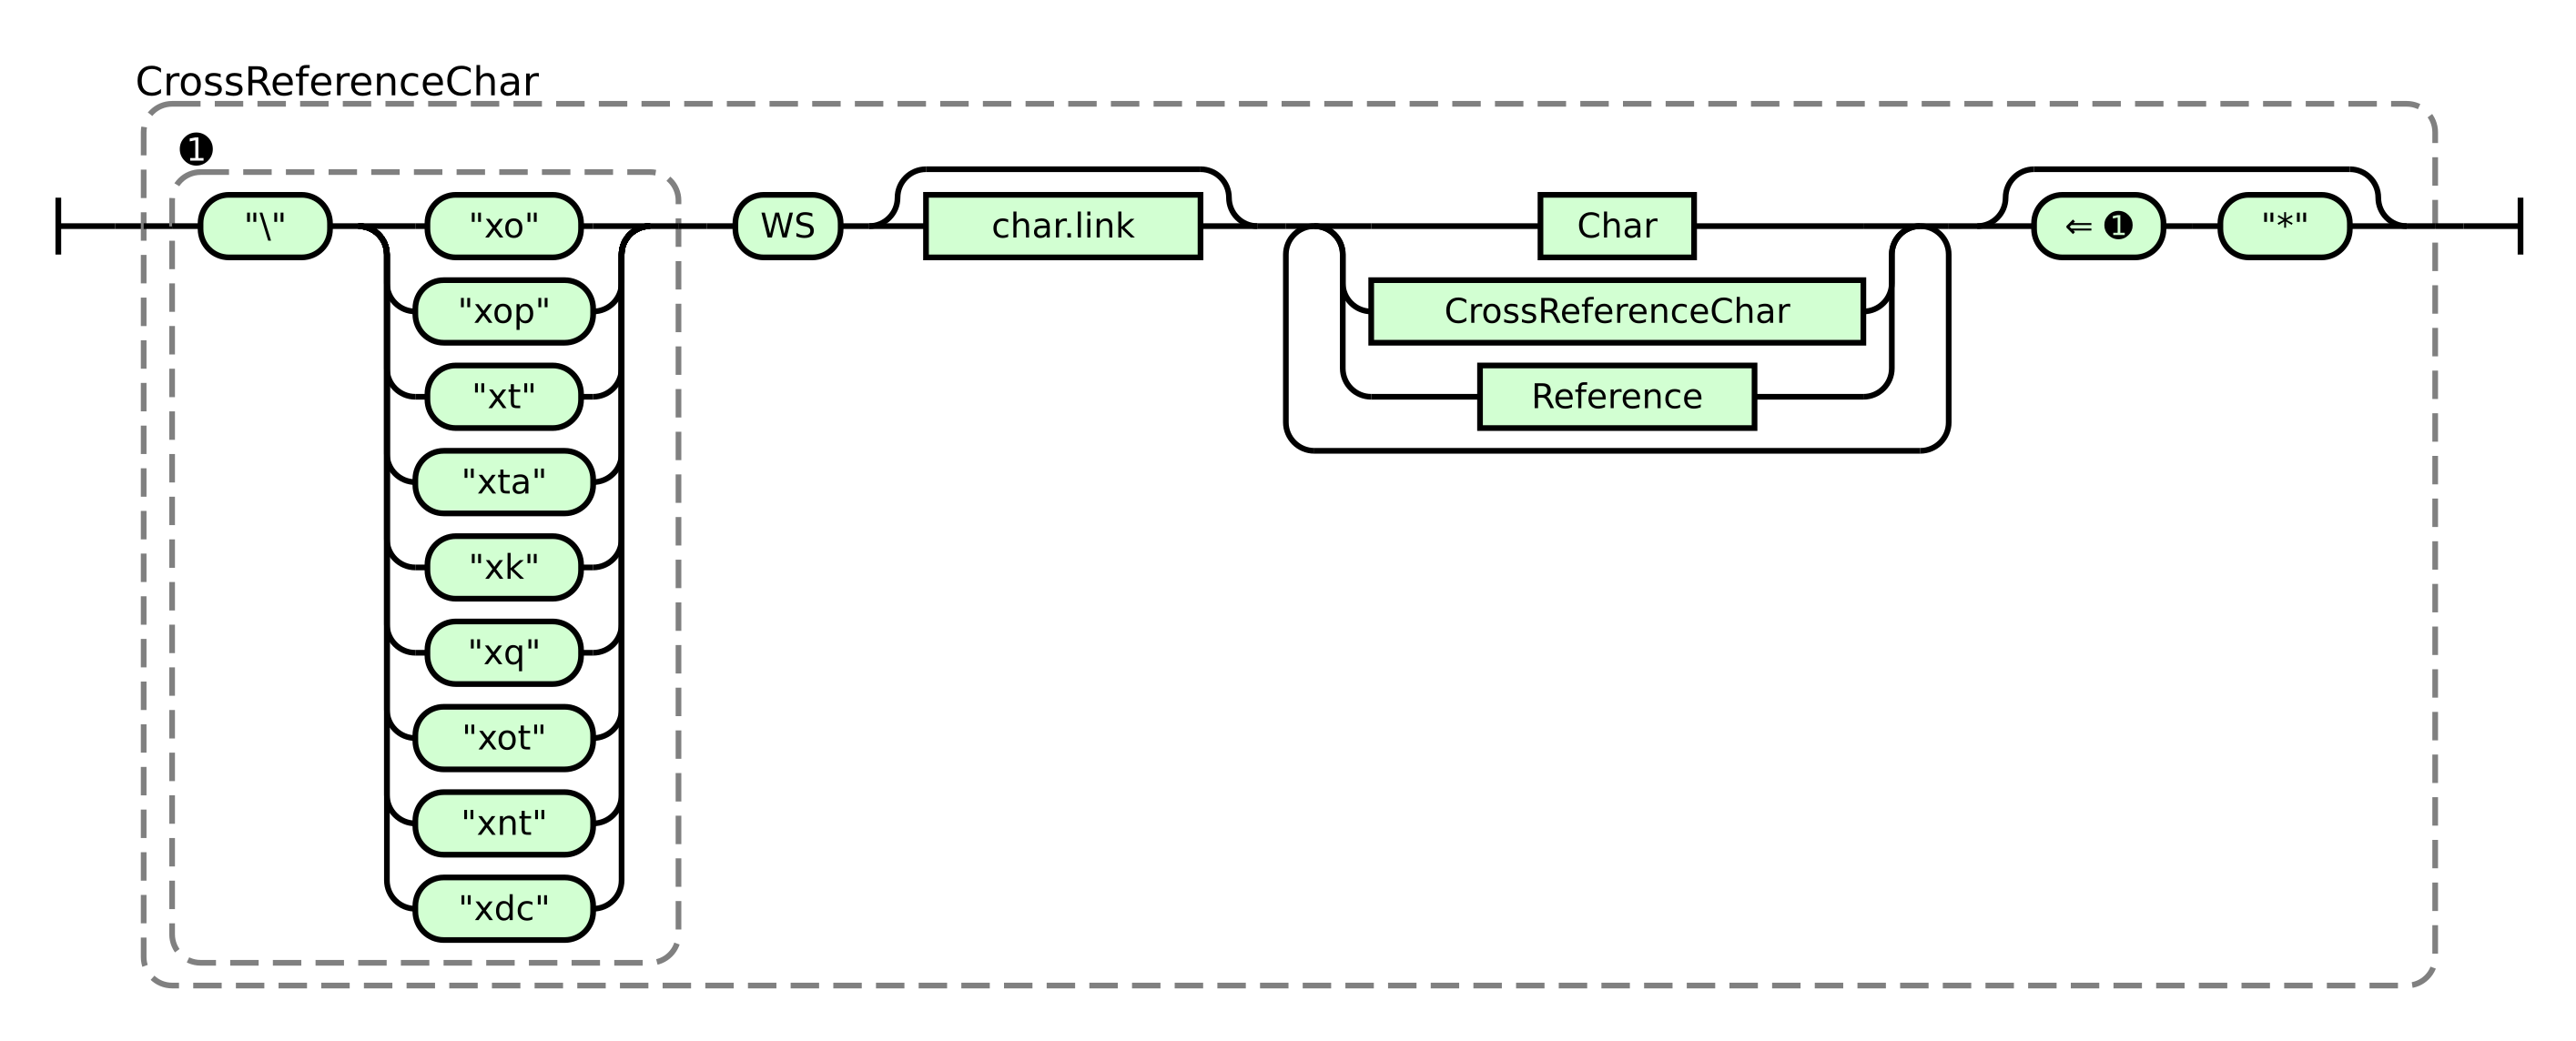 CrossReferenceChar
❶
"\" "xo" WS char.link Char ⇐ ❶ "*"
"xop" CrossReferenceChar
"xt" Reference
"xta"
"xk"
"xq"
"xot"
"xnt"
"xdc"